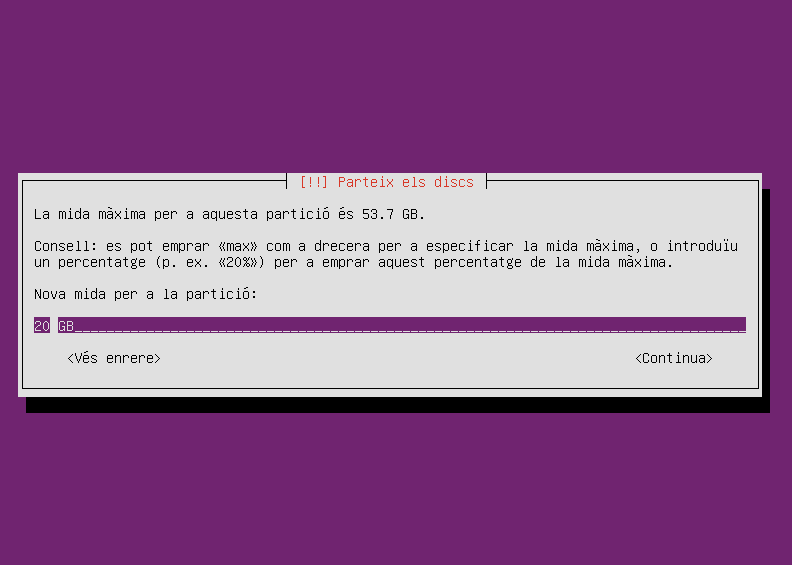 [!!] Parteix els discs
La mida màxima per a aquesta partició és 53.7 GB.
Consell: es pot emprar «max» com a drecera per a especificar la mida màxima, o introduïu
un percentatge (p. ex. «20%») per a emprar aquest percentatge de la mida màxima.
Nova mida per a la partició:
20 GB
<Vés enrere> <Continua>